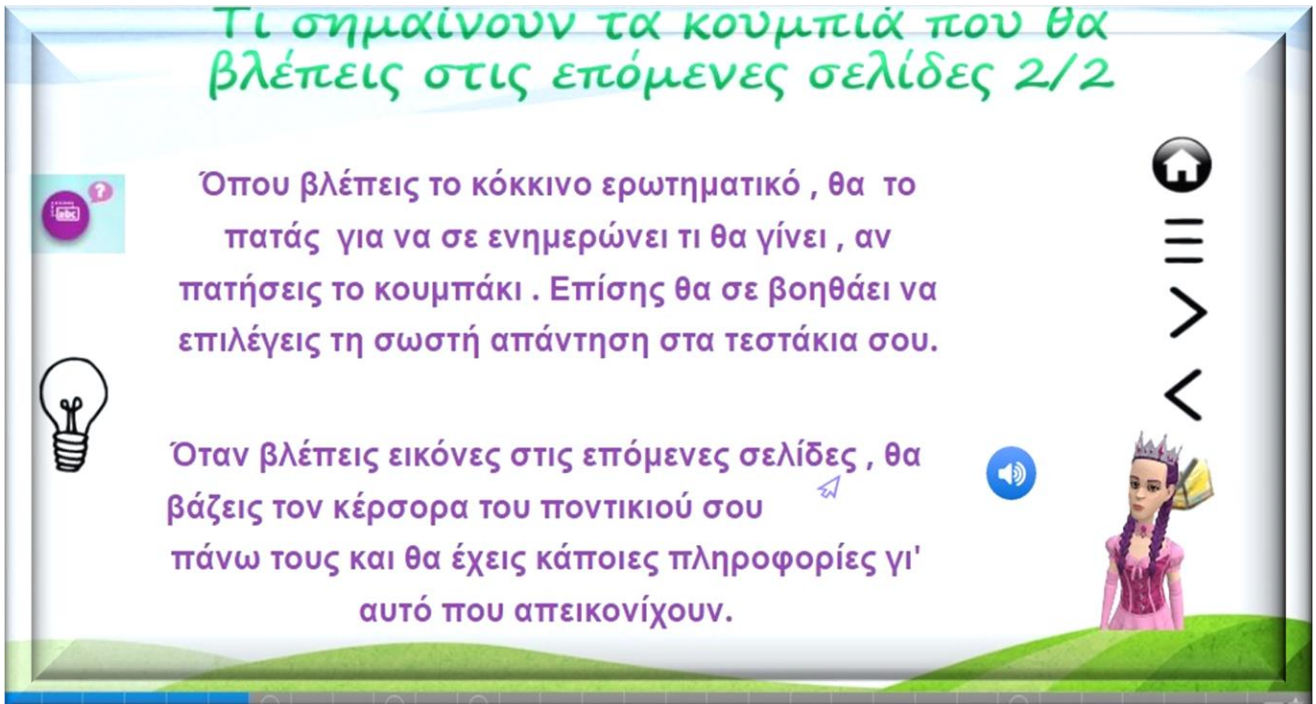 Τι σημαίνουν τα κουμπιά που θα
βλέπεις στις επόμενες σελίδες 2/2
?
abc
Όπου βλέπεις το κόκκινο ερωτηματικό , θα το
πατάς για να σε ενημερώνει τι θα γίνει , αν
πατήσεις το κουμπάκι . Επίσης θα σε βοηθάει να
επιλέγεις τη σωστή απάντηση στα τεστάκια σου.
Όταν βλέπεις εικόνες στις επόμενες σελίδες , θα
βάζεις τον κέρσορα του ποντικιού σου
πάνω τους και θα έχεις κάποιες πληροφορίες γι'
αυτό που απεικονίχουν.